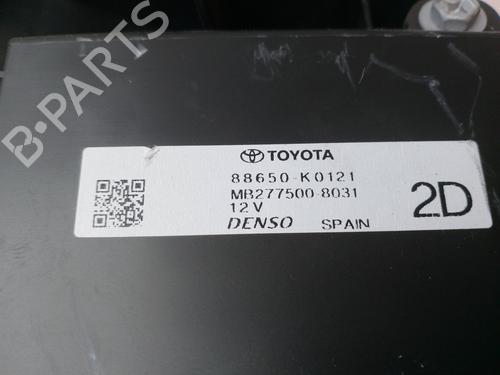 B-PARTS
TOYOTA
88650-K0121
MB277500-8031
12V
DENSO SPAIN
2D